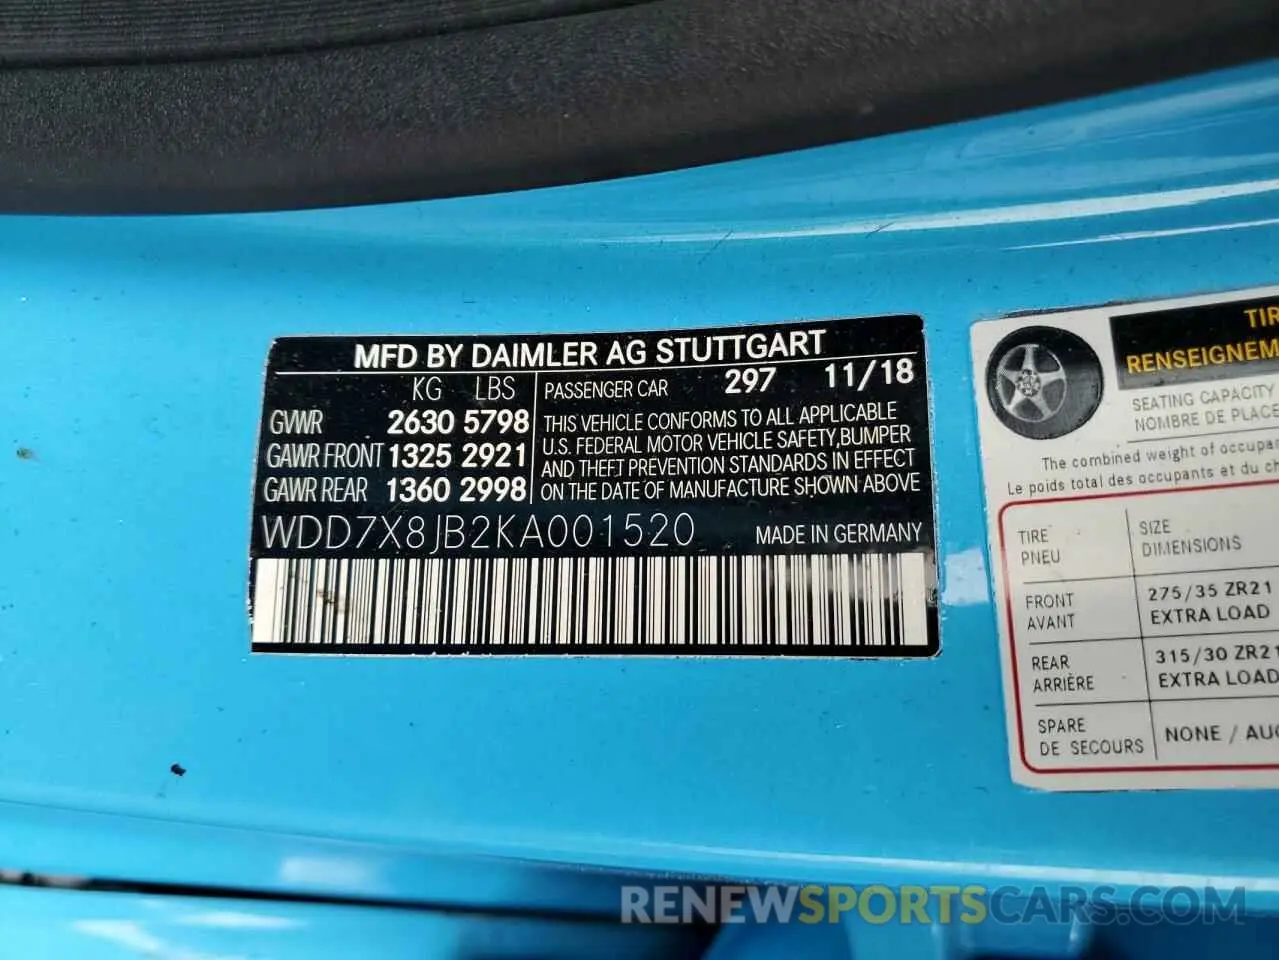 MFD BY DAIMLER AG STUTTGART
KG LBS
GVWR 2630 5798
GAWR FRONT 1325 2921
GAWR REAR 1360 2998
PASSENGER CAR 297 11/18
THIS VEHICLE CONFORMS TO ALL APPLICABLE
U.S. FEDERAL MOTOR VEHICLE SAFETY,BUMPER
AND THEFT PREVENTION STANDARDS IN EFFECT
ON THE DATE OF MANUFACTURE SHOWN ABOVE
WDD7X8JB2KA001520 MADE IN GERMANY
TIR
RENSEIGNEM
SEATING CAPACITY
NOMBRE DE PLACE
The combined weight of occupa
Le poids total des occupants et du ch
TIRE SIZE
PNEU DIMENSIONS
FRONT 275/35 ZR21
AVANT EXTRA LOAD
REAR 315/30 ZR21
ARRIÈRE EXTRA LOAD
SPARE NONE / AUC
DE SECOURS
RENEWSPORTSCARS.COM